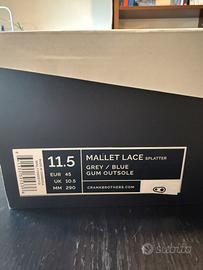 11.5
EUR 45
UK 10.5
MM 290
MALLET LACE SPLATTER
GREY / BLUE
GUM OUTSOLE
CRANKBROTHERS.COM
subito